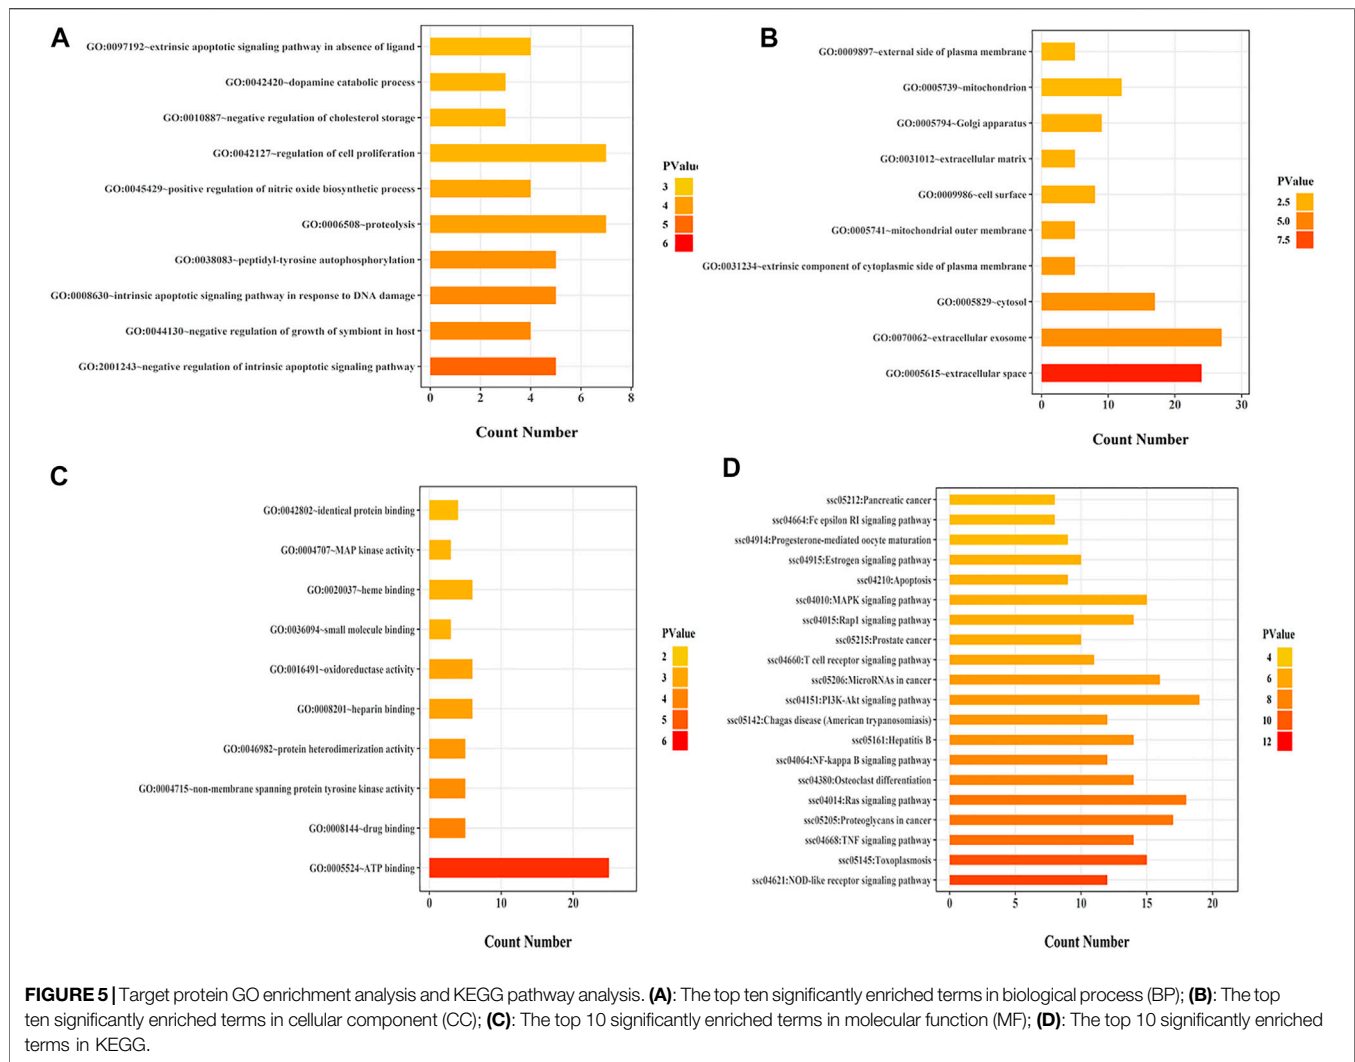 A
GO:0097192~extrinsic apoptotic signaling pathway in absence of ligand
GO:0042420~dopamine catabolic process
GO:0010887~negative regulation of cholesterol storage
GO:0042127~regulation of cell proliferation
GO:0045429~positive regulation of nitric oxide biosynthetic process
GO:0006508~proteolysis
GO:0038083~peptidyl-tyrosine autophosphorylation
GO:0008630~intrinsic apoptotic signaling pathway in response to DNA damage
GO:0044130~negative regulation of growth of symbiont in host
GO:2001243~negative regulation of intrinsic apoptotic signaling pathway
0 2 4 6 8
Count Number
PValue
3
4
5
6
B
GO:0009897~external side of plasma membrane
GO:0005739~mitochondrion
GO:0005794~Golgi apparatus
GO:0031012~extracellular matrix
GO:0009986~cell surface
GO:0005741~mitochondrial outer membrane
GO:0031234~extrinsic component of cytoplasmic side of plasma membrane
GO:0005829~cytosol
GO:0070062~extracellular exosome
GO:0005615~extracellular space
0 10 20 30
Count Number
PValue
2.5
5.0
7.5
C
GO:0042802~identical protein binding
GO:0004707~MAP kinase activity
GO:0020037~heme binding
GO:0036094~small molecule binding
GO:0016491~oxidoreductase activity
GO:0008201~heparin binding
GO:0046982~protein heterodimerization activity
GO:0004715~non-membrane spanning protein tyrosine kinase activity
GO:0008144~drug binding
GO:0005524~ATP binding
0 10 20
Count Number
PValue
2
3
4
5
6
D
ssc05212:Pancreatic cancer
ssc04664:Fc epsilon RI signaling pathway
ssc04914:Progesterone-mediated oocyte maturation
ssc04915:Estrogen signaling pathway
ssc04210:Apoptosis
ssc04010:MAPK signaling pathway
ssc04015:Rap1 signaling pathway
ssc05215:Prostate cancer
ssc04660:T cell receptor signaling pathway
ssc05206:MicroRNAs in cancer
ssc04151:PI3K-Akt signaling pathway
ssc05142:Chagas disease (American trypanosomiasis)
ssc05161:Hepatitis B
ssc04064:NF-kappa B signaling pathway
ssc04380:Osteoclast differentiation
ssc04014:Ras signaling pathway
ssc05205:Proteoglycans in cancer
ssc04668:TNF signaling pathway
ssc05145:Toxoplasmosis
ssc04621:NOD-like receptor signaling pathway
0 5 10 15 20
Count Number
PValue
4
6
8
10
12
FIGURE 5 | Target protein GO enrichment analysis and KEGG pathway analysis. (A): The top ten significantly enriched terms in biological process (BP); (B): The top
ten significantly enriched terms in cellular component (CC); (C): The top 10 significantly enriched terms in molecular function (MF); (D): The top 10 significantly enriched
terms in KEGG.